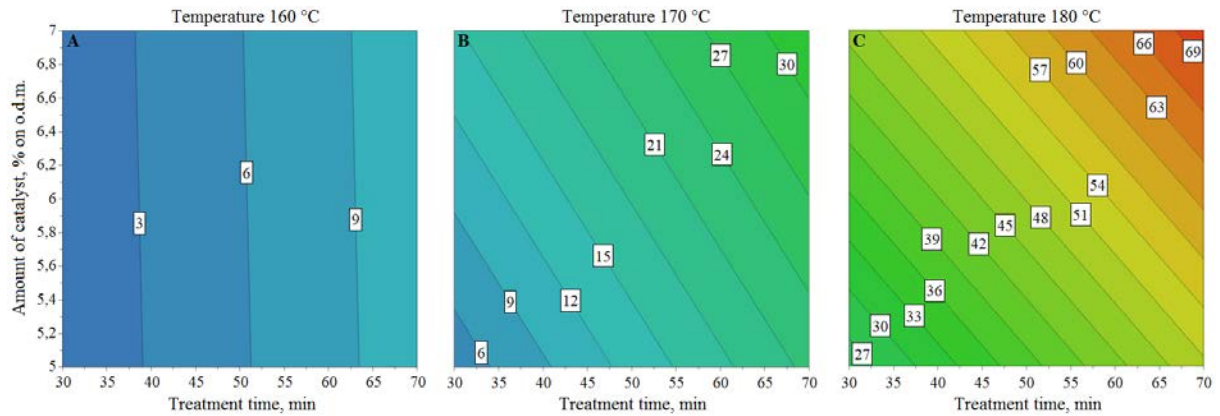 Temperature 160 °C
A
Amount of catalyst, % on o.d.m.
7
6,8
6,6
6,4
6,2
6
5,8
5,6
5,4
5,2
5
3
6
9
30 35 40 45 50 55 60 65 70
Treatment time, min
Temperature 170 °C
B
27
30
21
24
15
9
12
6
30 35 40 45 50 55 60 65 70
Treatment time, min
Temperature 180 °C
C
66
69
57
60
63
54
51
48
45
42
39
36
33
30
27
30 35 40 45 50 55 60 65 70
Treatment time, min